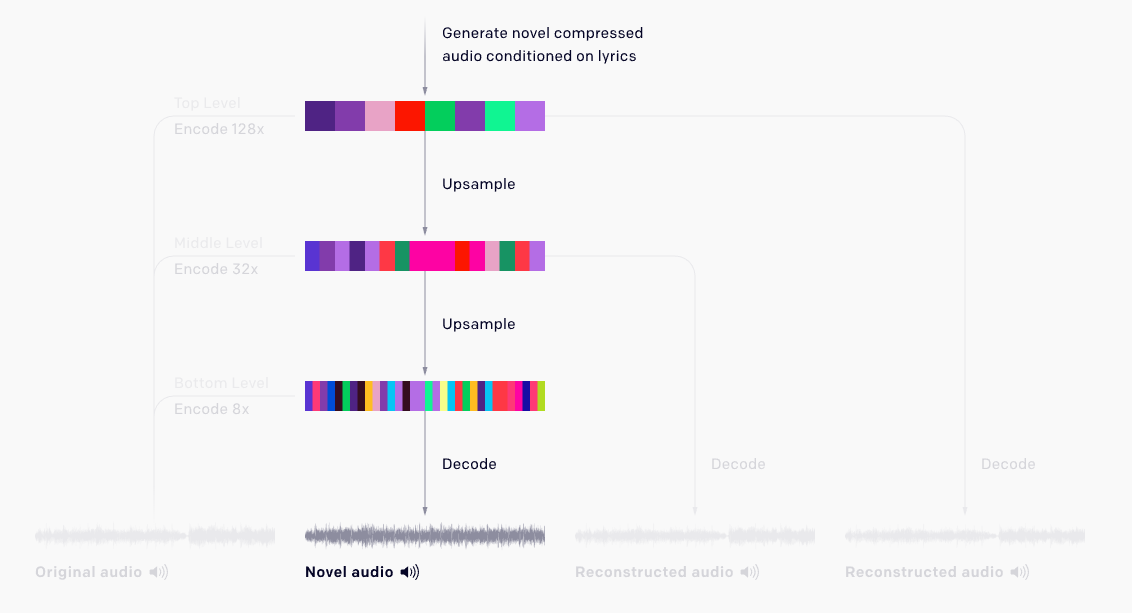 Generate novel compressed
audio conditioned on lyrics
Top Level
Encode 128x
Upsample
Middle Level
Encode 32x
Upsample
Bottom Level
Encode 8x
Decode
Decode
Decode
Original audio
Novel audio
Reconstructed audio
Reconstructed audio